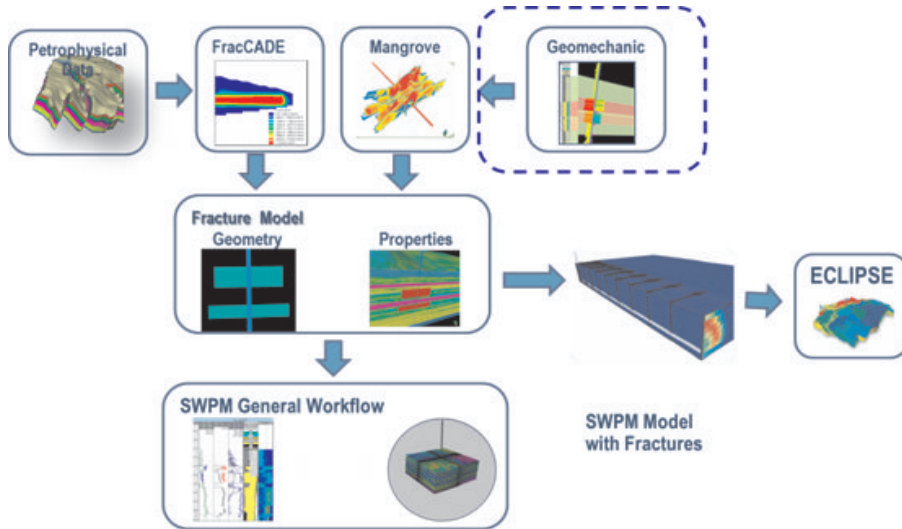 Petrophysical
Data
FracCADE
Mangrove
Geomechanic
Fracture Model
Geometry
Properties
ECLIPSE
SWPM General Workflow
SWPM Model
with Fractures